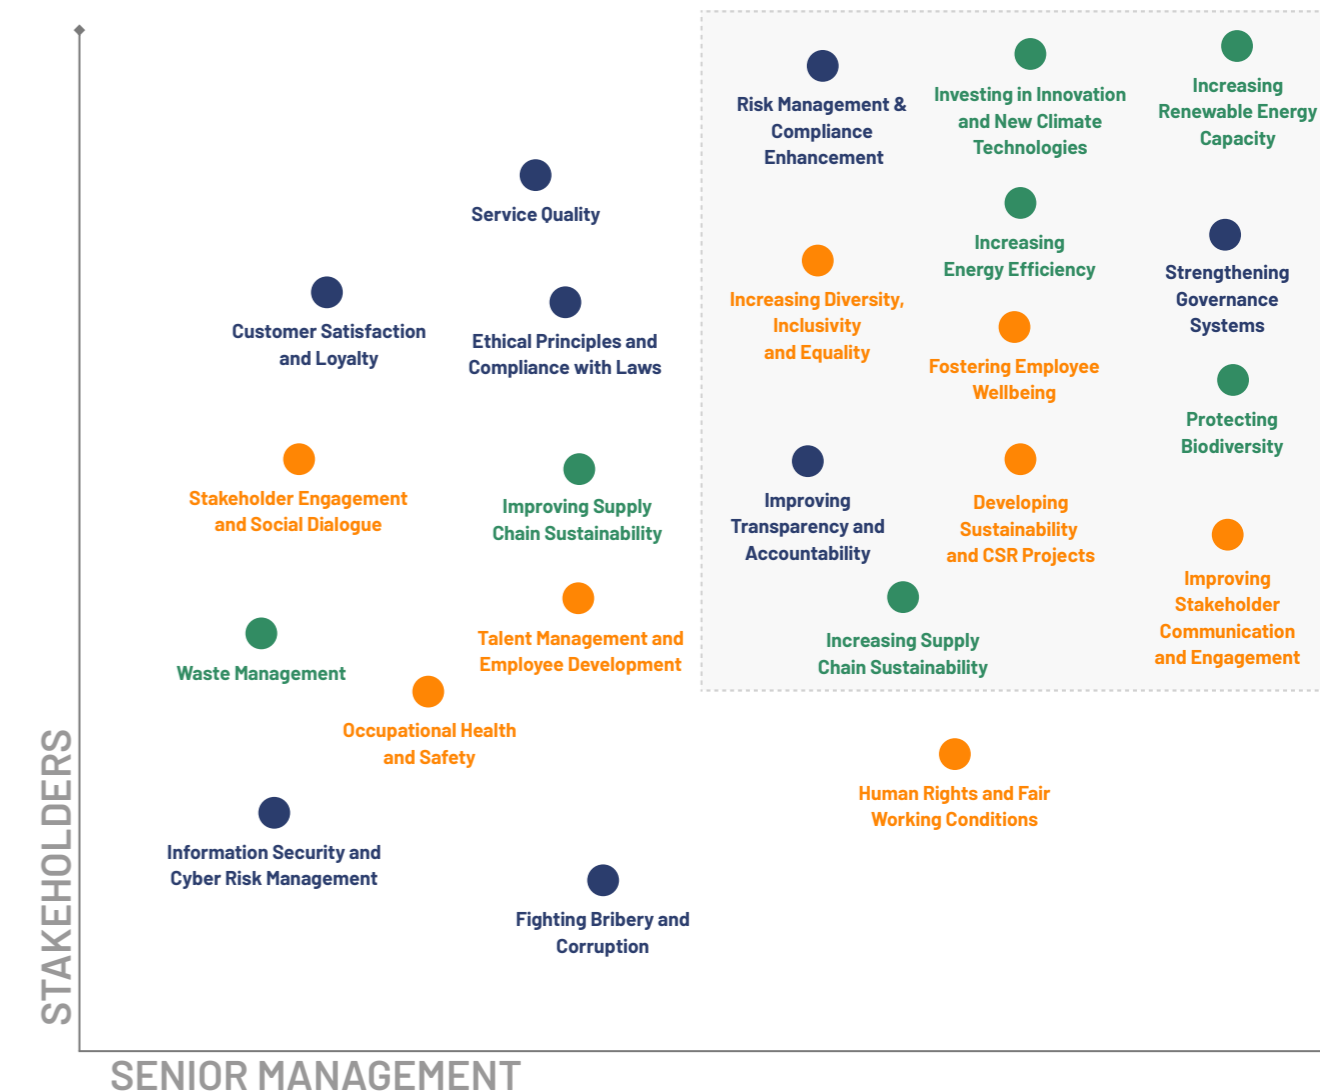 Risk Management &
Compliance
Enhancement
Investing in Innovation
and New Climate
Technologies
Increasing
Renewable Energy
Capacity
Service Quality
Increasing
Energy Efficiency
Strengthening
Governance
Systems
Increasing Diversity,
Inclusivity
and Equality
Customer Satisfaction
and Loyalty
Ethical Principles and
Compliance with Laws
Fostering Employee
Wellbeing
Protecting
Biodiversity
Stakeholder Engagement
and Social Dialogue
Improving Supply
Chain Sustainability
Improving
Transparency and
Accountability
Developing
Sustainability
and CSR Projects
Improving
Stakeholder
Communication
and Engagement
Talent Management and
Employee Development
Increasing Supply
Chain Sustainability
Waste Management
Occupational Health
and Safety
Human Rights and Fair
Working Conditions
Information Security and
Cyber Risk Management
Fighting Bribery and
Corruption
STAKEHOLDERS
SENIOR MANAGEMENT